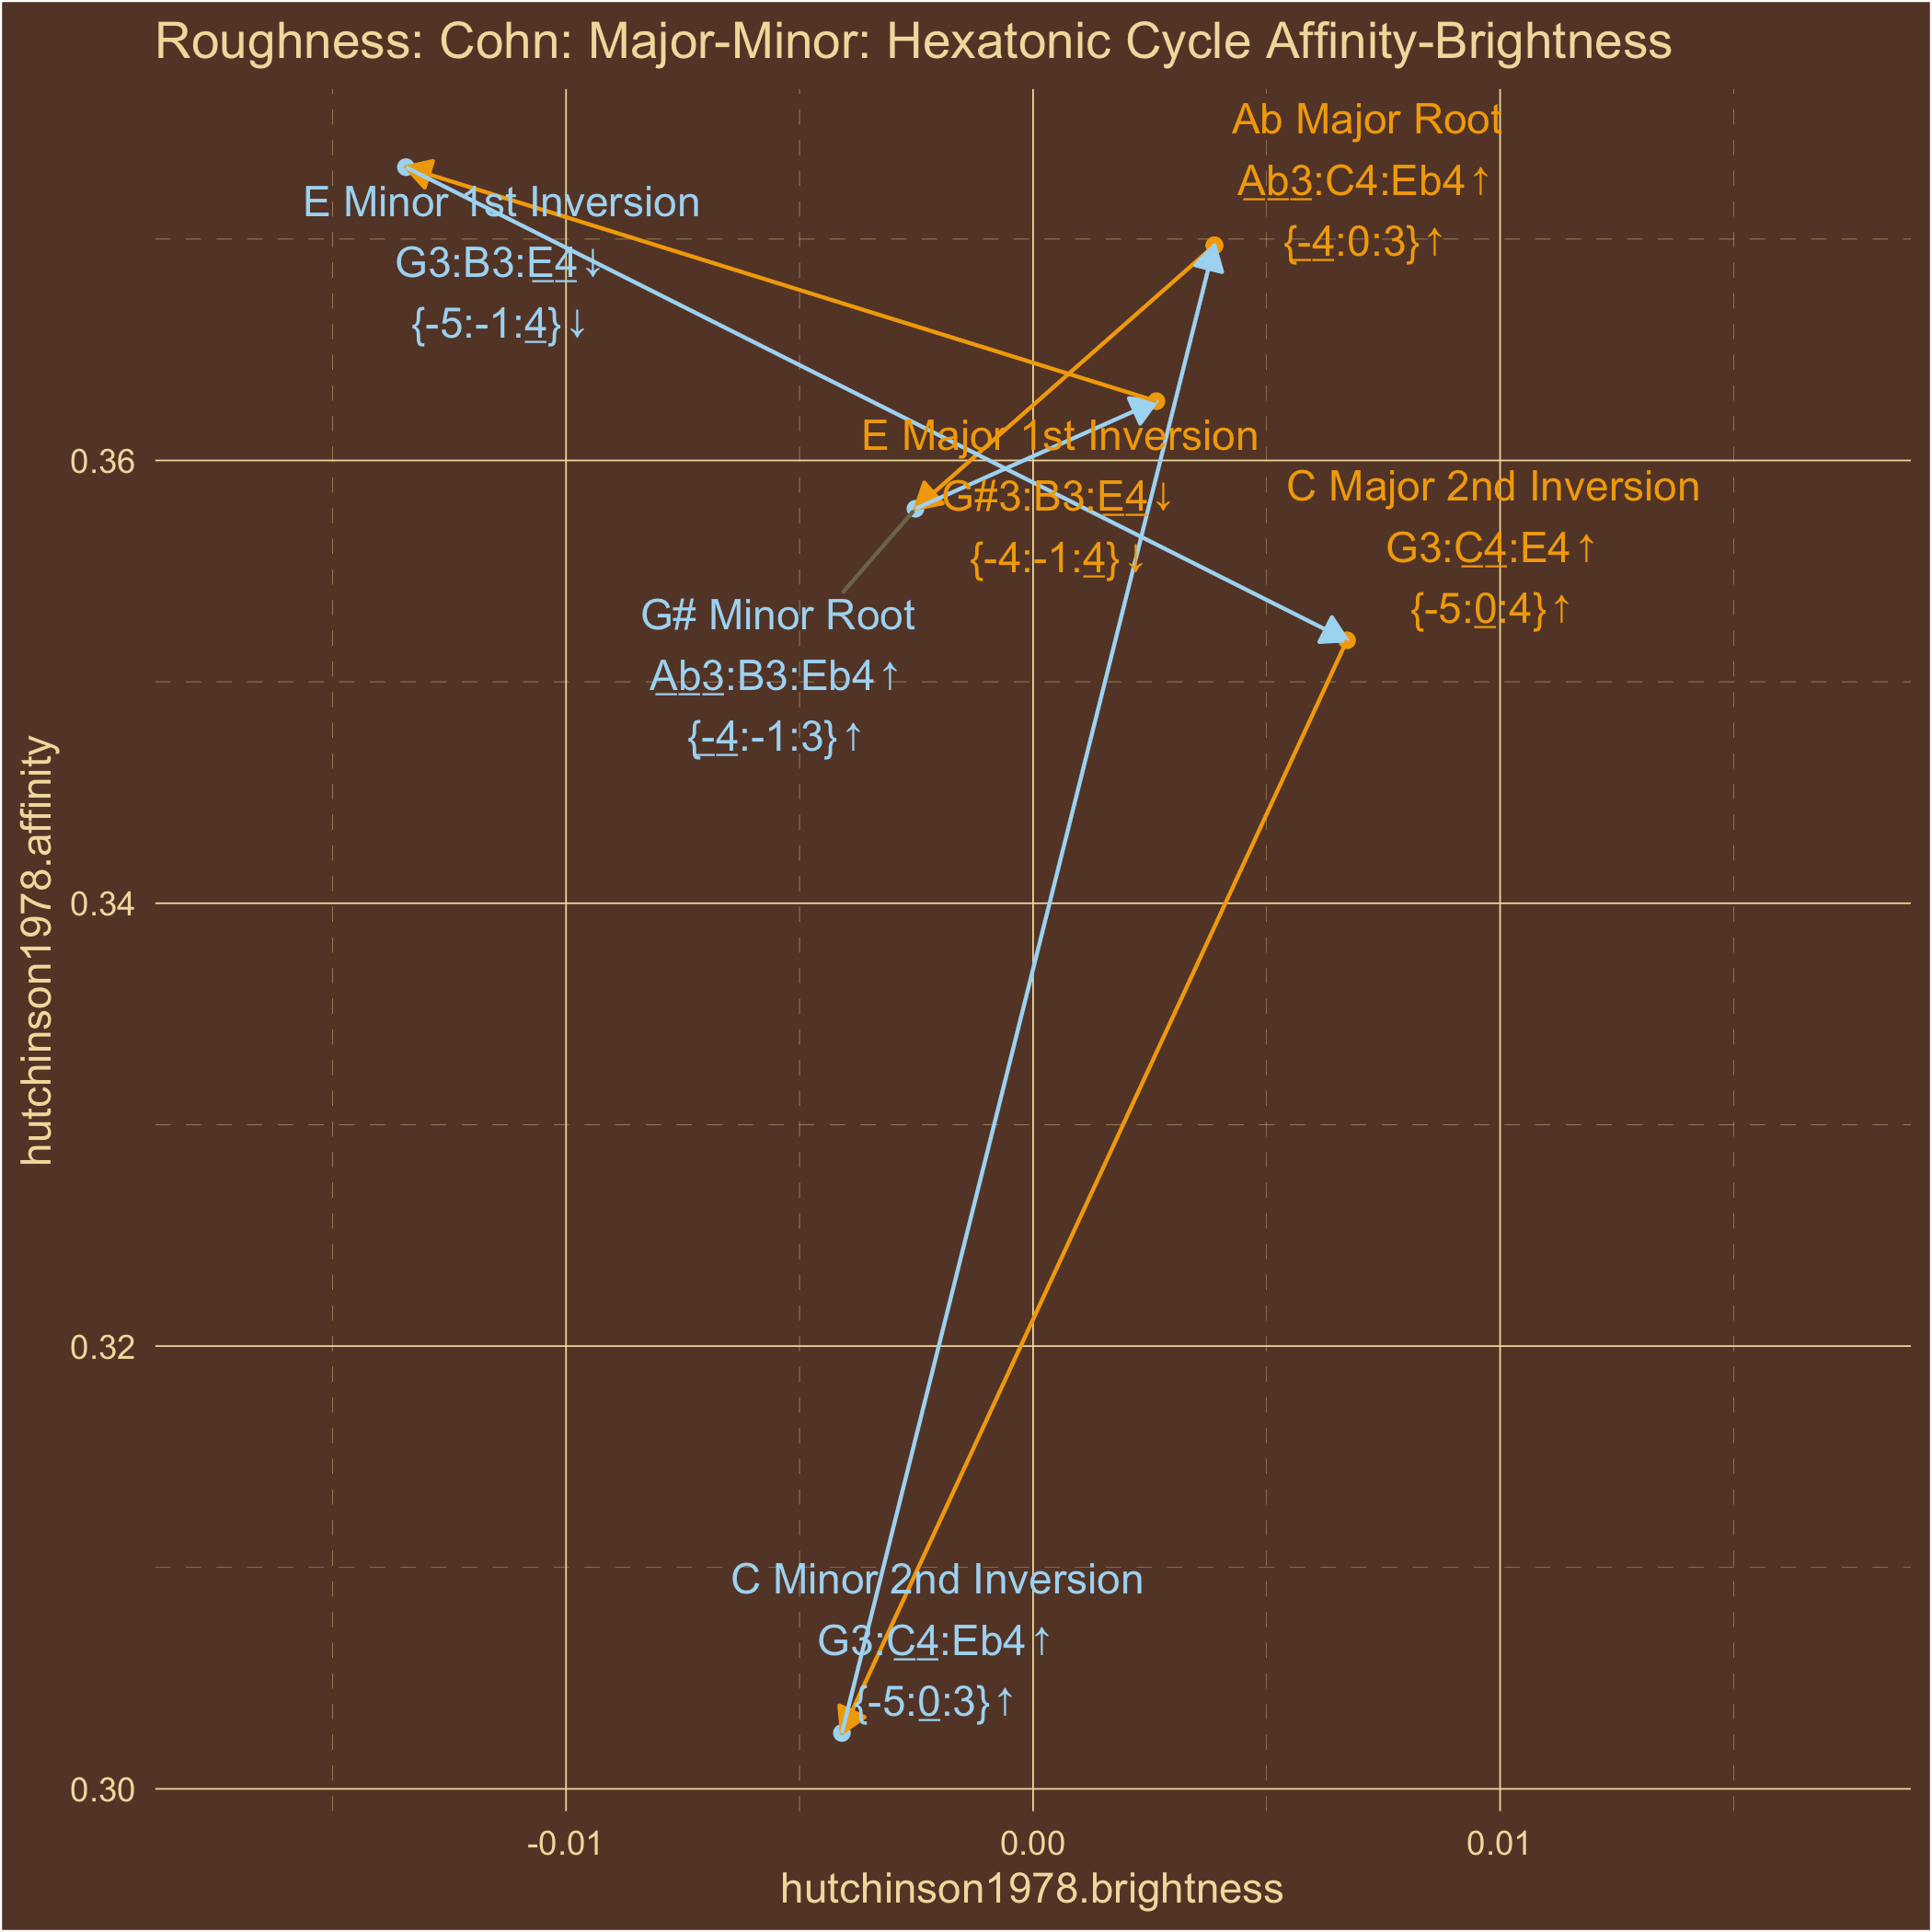 Roughness: Cohn: Major-Minor: Hexatonic Cycle Affinity-Brightness
Ab Major Root
Ab3:C4:Eb4↑
{-4:0:3}↑
E Minor 1st Inversion
G3:B3:E4↓
{-5:-1:4}↓
E Major 1st Inversion
G#3:B3:E4↓
{-4:-1:4}↓
C Major 2nd Inversion
G3:C4:E4↑
{-5:0:4}↑
G# Minor Root
Ab3:B3:Eb4↑
{-4:-1:3}↑
C Minor 2nd Inversion
G3:C4:Eb4↑
{-5:0:3}↑
hutchinson1978.affinity
0.36
0.34
0.32
0.30
-0.01
0.00
0.01
hutchinson1978.brightness